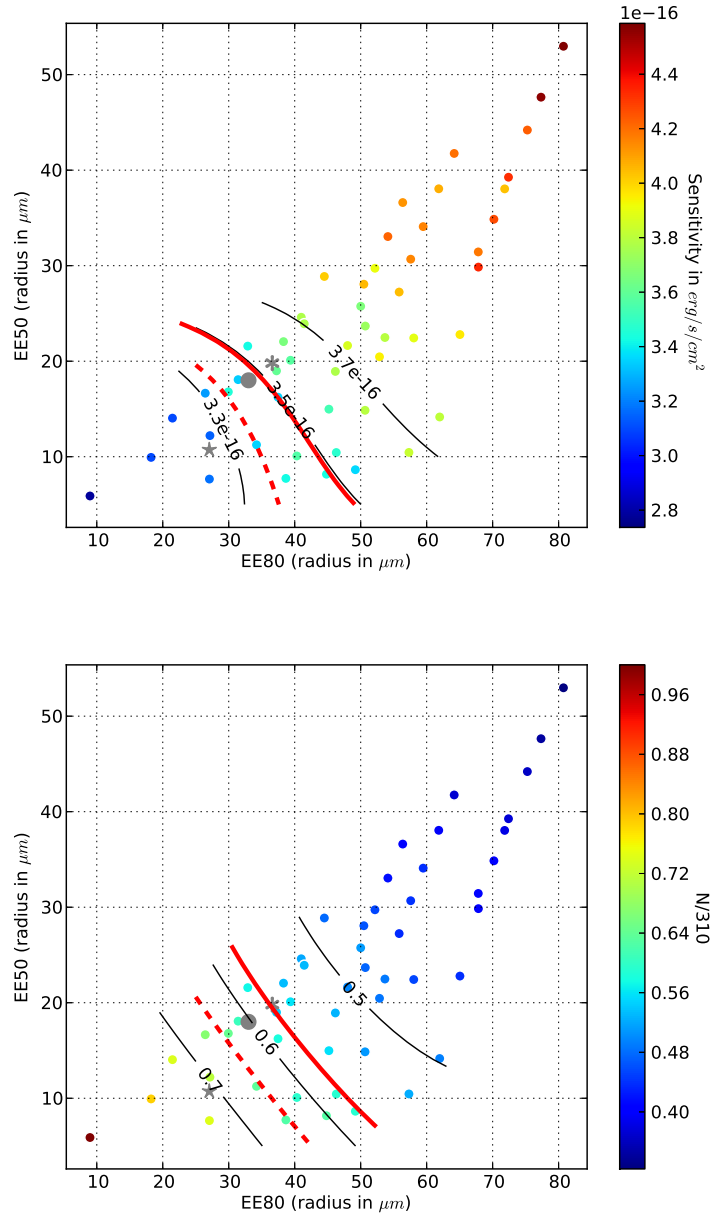 1e−16
50
40
30
20
10
EE50 (radius in μm)
3.7e-16
3.5e-16
3.3e-16
10 20 30 40 50 60 70 80
EE80 (radius in μm)
4.4
4.2
4.0
3.8
3.6
3.4
3.2
3.0
2.8
Sensitivity in erg/s/cm²
50
40
30
20
10
EE50 (radius in μm)
0.5
0.6
0.7
10 20 30 40 50 60 70 80
EE80 (radius in μm)
0.96
0.88
0.80
0.72
0.64
0.56
0.48
0.40
N/310